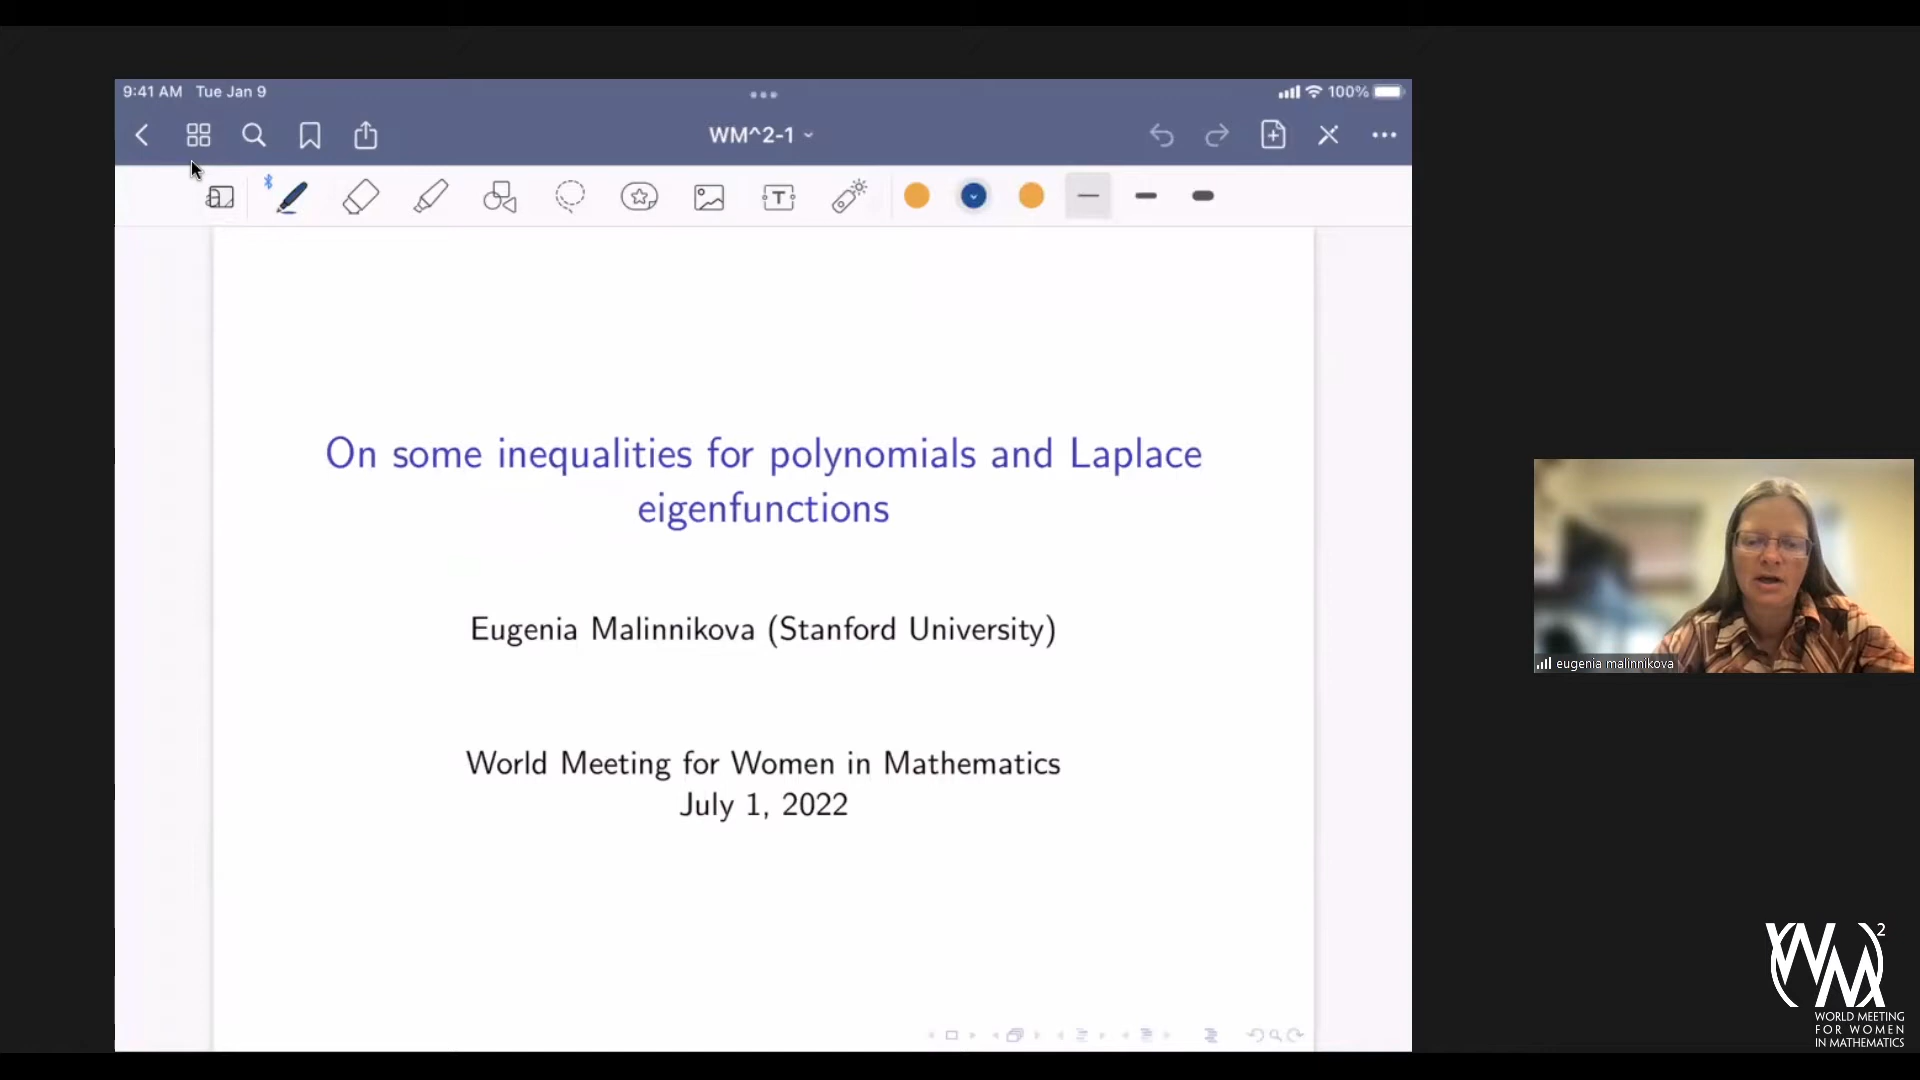 9:41 AM Tue Jan 9
100%
WM^2-1
T
On some inequalities for polynomials and Laplace
eigenfunctions
Eugenia Malinnikova (Stanford University)
World Meeting for Women in Mathematics
July 1, 2022
eugenia malinnikova
WM 2
WORLD MEETING
FOR WOMEN
IN MATHEMATICS